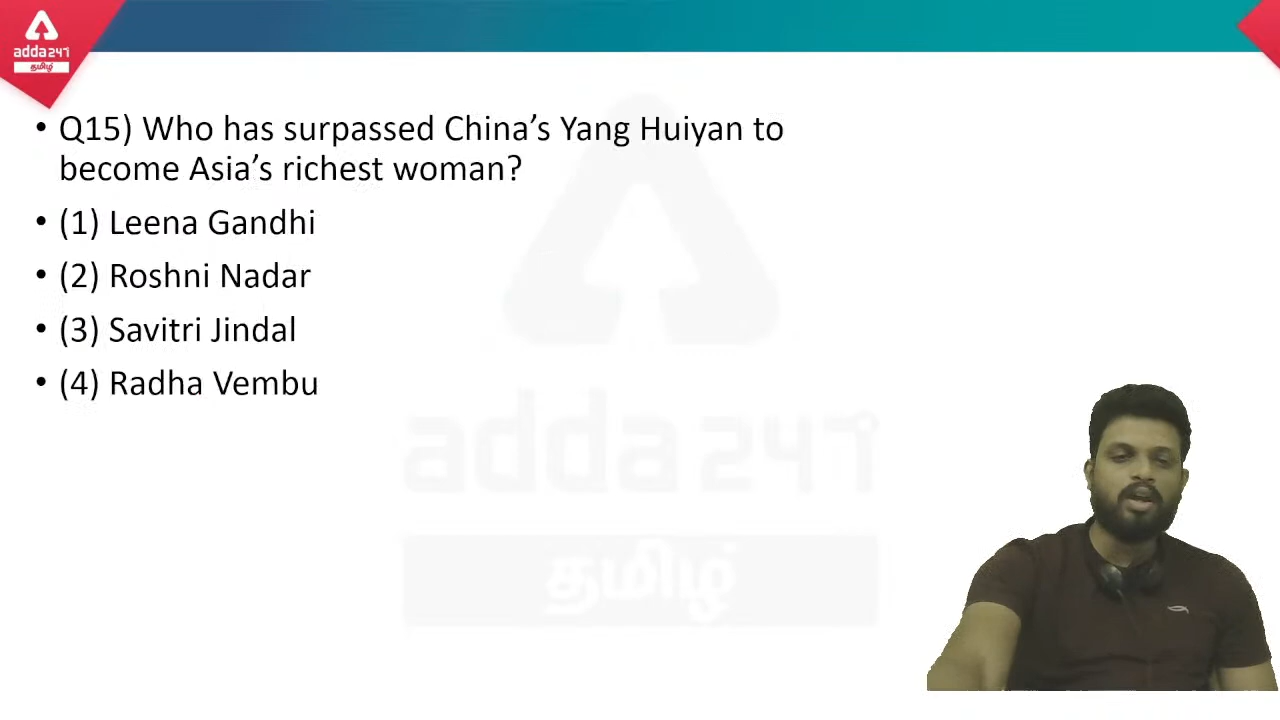 adda247
தமிழ்
• Q15) Who has surpassed China’s Yang Huiyan to
become Asia’s richest woman?
• (1) Leena Gandhi
• (2) Roshni Nadar
• (3) Savitri Jindal
• (4) Radha Vembu
adda247
தமிழ்